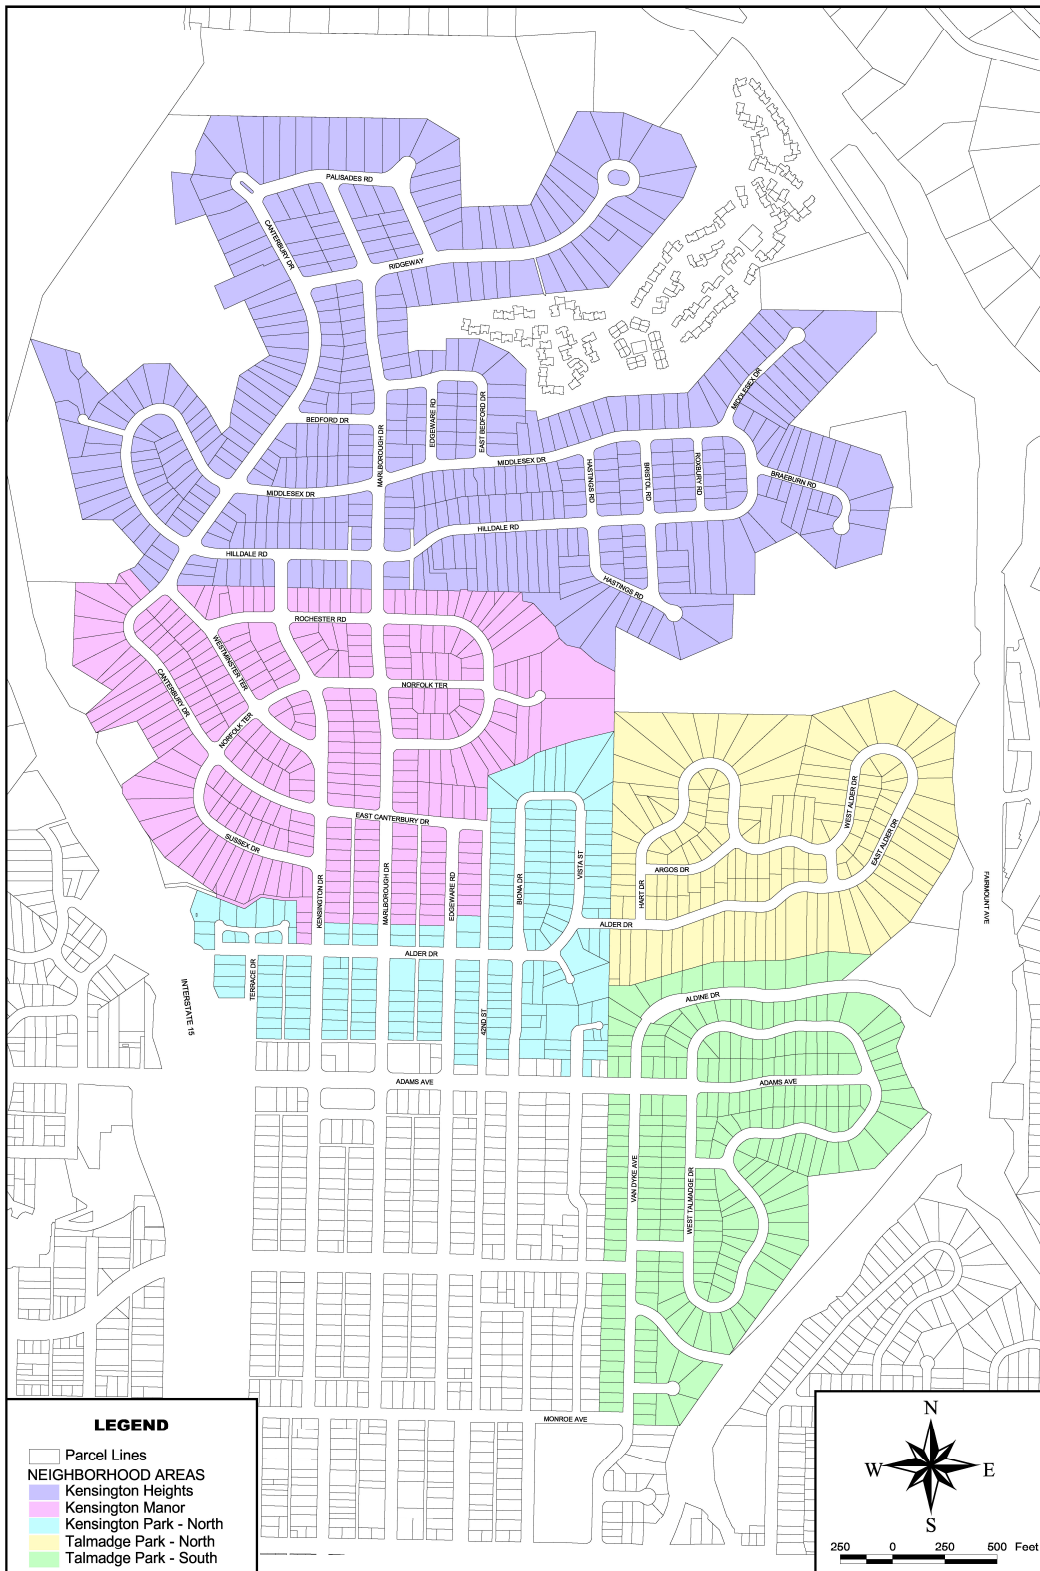 PALISADES RD
CANTERBURY DR
RIDGEWAY
MIDDLESEX DR
EDGEWARE RD
EAST BEDFORD DR
BEDFORD DR
MARLBOROUGH DR
MIDDLESEX DR
HASTINGS RD
BRISTOL RD
ROXBURY RD
BRAEBURN RD
MIDDLESEX DR
HILLDALE RD
HILLDALE RD
HASTINGS RD
ROCHESTER RD
WESTMINSTER TER
CANTERBURY DR
NORFOLK TER
NORFOLK TER
WEST ALDER DR
EAST CANTERBURY DR
SUSSEX DR
EAST ALDER DR
ARGOS DR
VISTA ST
BIONA DR
HART DR
KENSINGTON DR
MARLBOROUGH DR
EDGEWARE RD
FAIRMOUNT AVE
ALDER DR
ALDER DR
TERRACE DR
INTERSTATE 15
ALDINE DR
42ND ST
ADAMS AVE
ADAMS AVE
VAN DYKE AVE
WEST TALMADGE DR
MONROE AVE
LEGEND
Parcel Lines
NEIGHBORHOOD AREAS
Kensington Heights
Kensington Manor
Kensington Park - North
Talmadge Park - North
Talmadge Park - South
N
W E
S
250 0 250 500 Feet